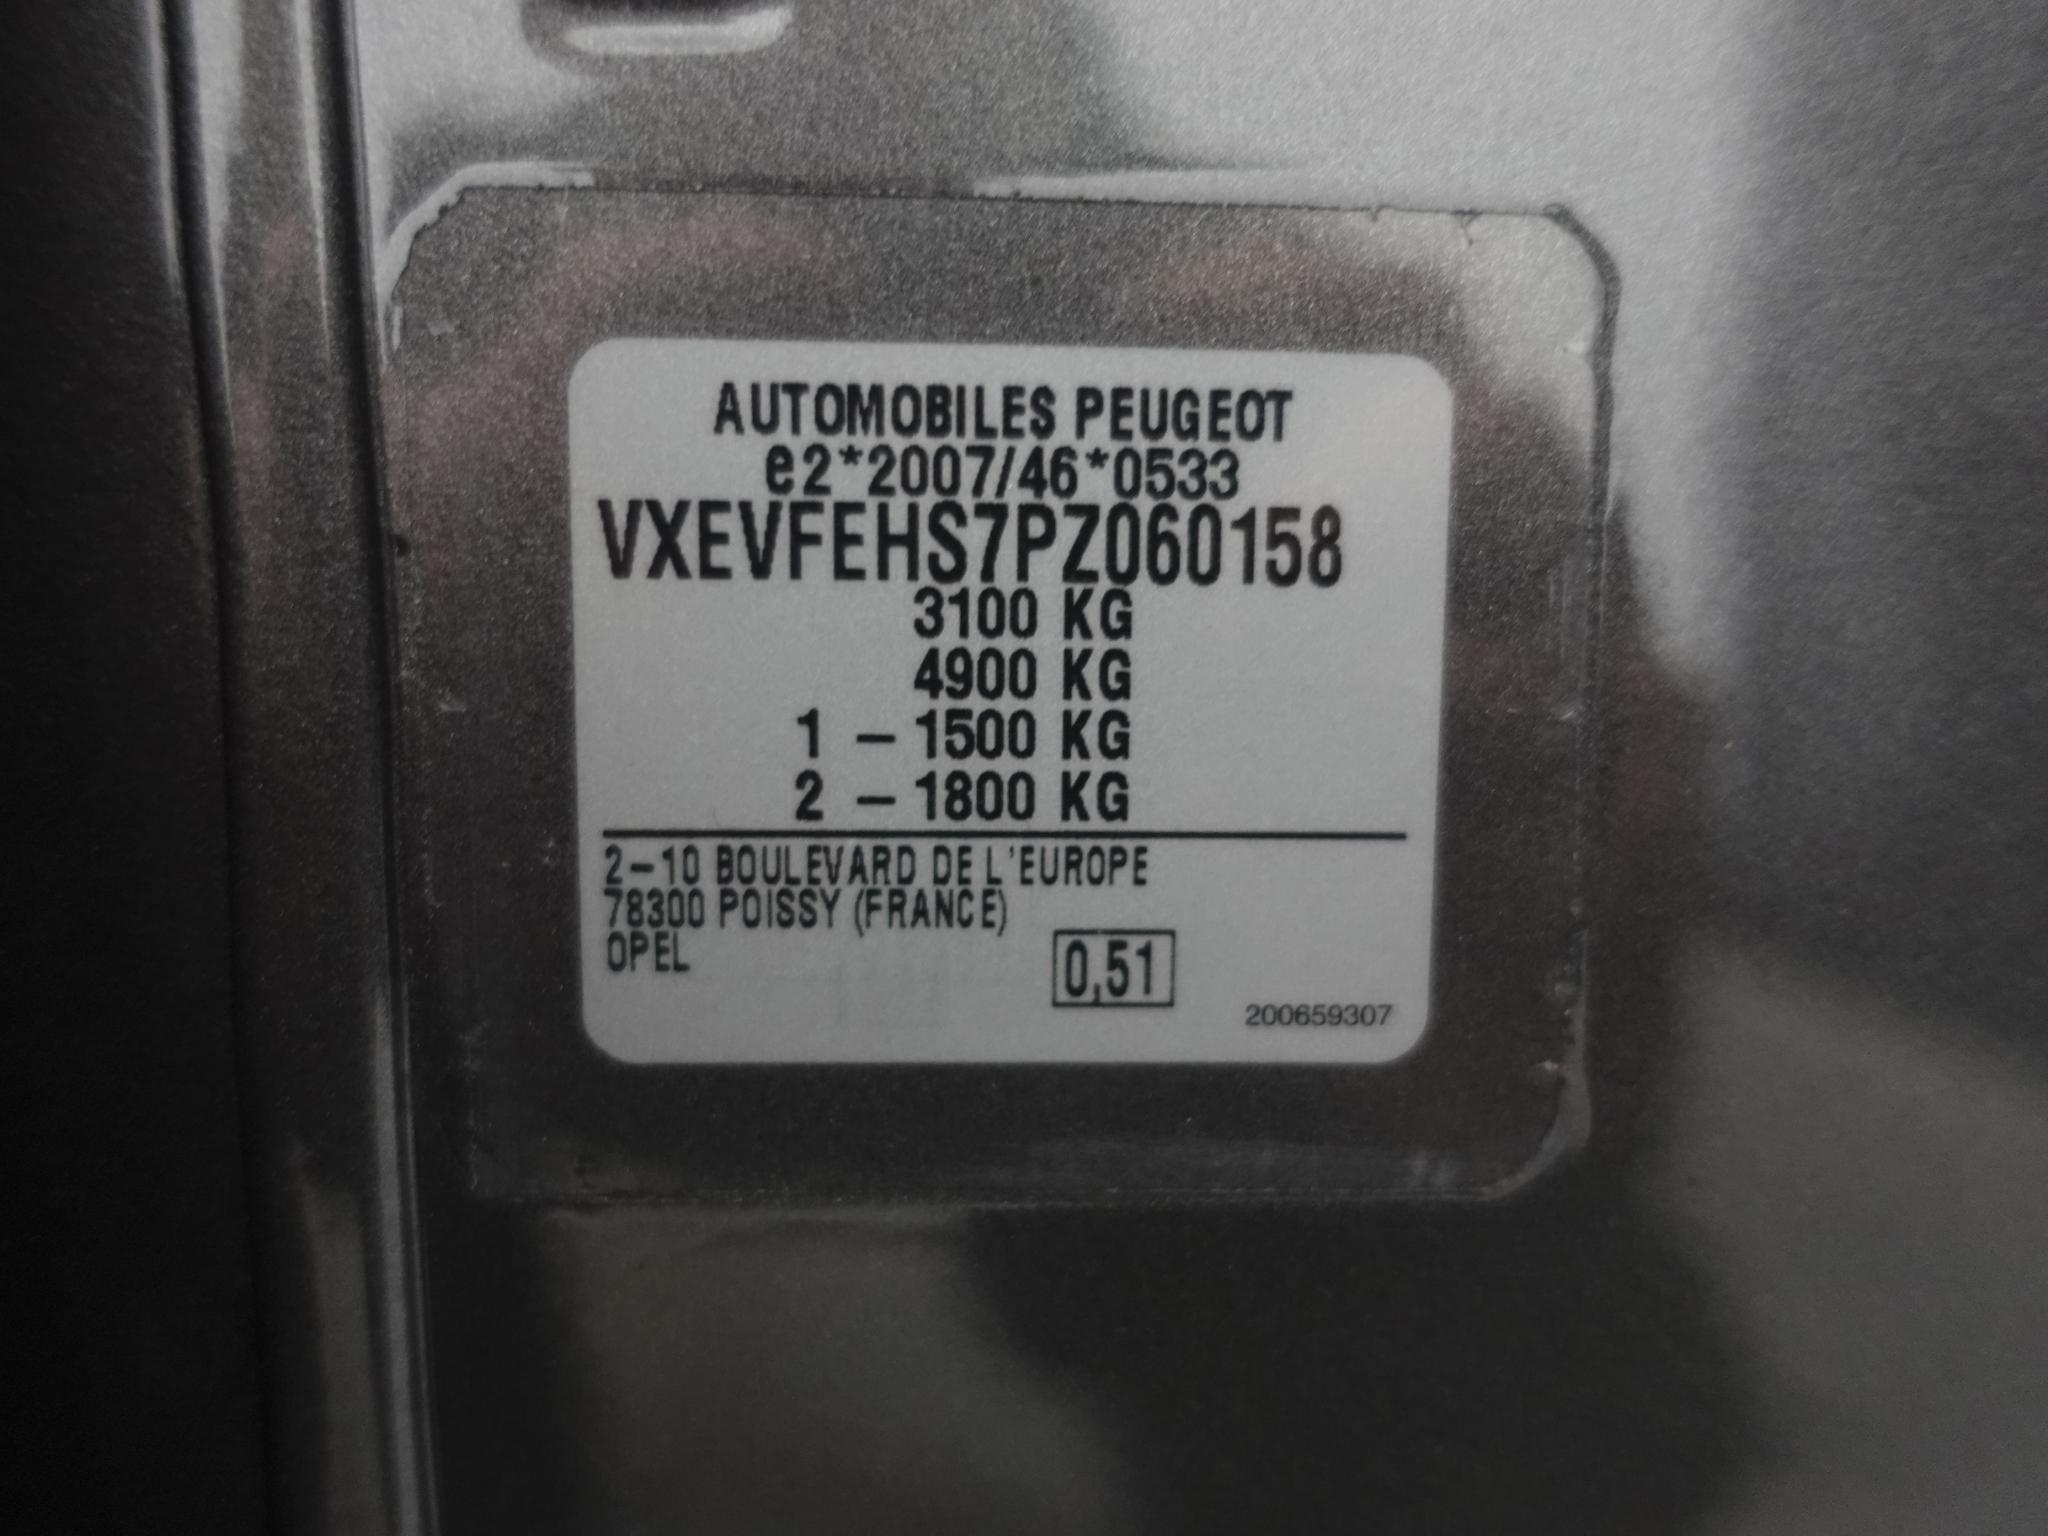 AUTOMOBILES PEUGEOT
e2*2007/46*0533
VXEVFEHS7PZ060158
3100 KG
4900 KG
1 – 1500 KG
2 – 1800 KG
2–10 BOULEVARD DE L'EUROPE
78300 POISSY (FRANCE)
OPEL
0,51
200659307